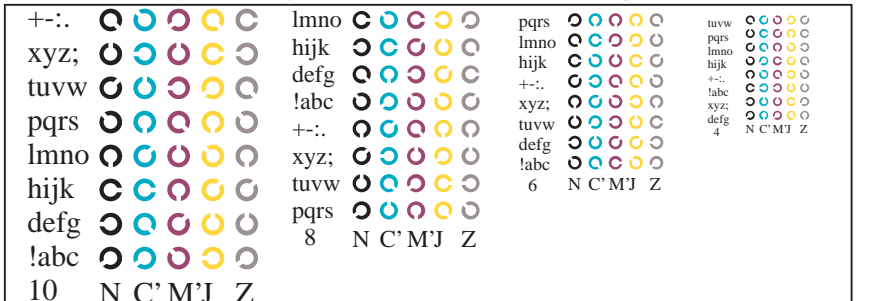 +-:.
xyz;
tuvw
pqrs
lmno
hijk
defg
!abc
10 N C' M'J Z
lmno
hijk
defg
!abc
+-:.
xyz;
tuvw
pqrs
8 N C' M'J Z
pqrs
lmno
hijk
+-:.
xyz;
tuvw
defg
!abc
6 N C' M'J Z
tuvw
pqrs
lmno
hijk
+-:.
!abc
xyz;
defg
4 N C' M'J Z